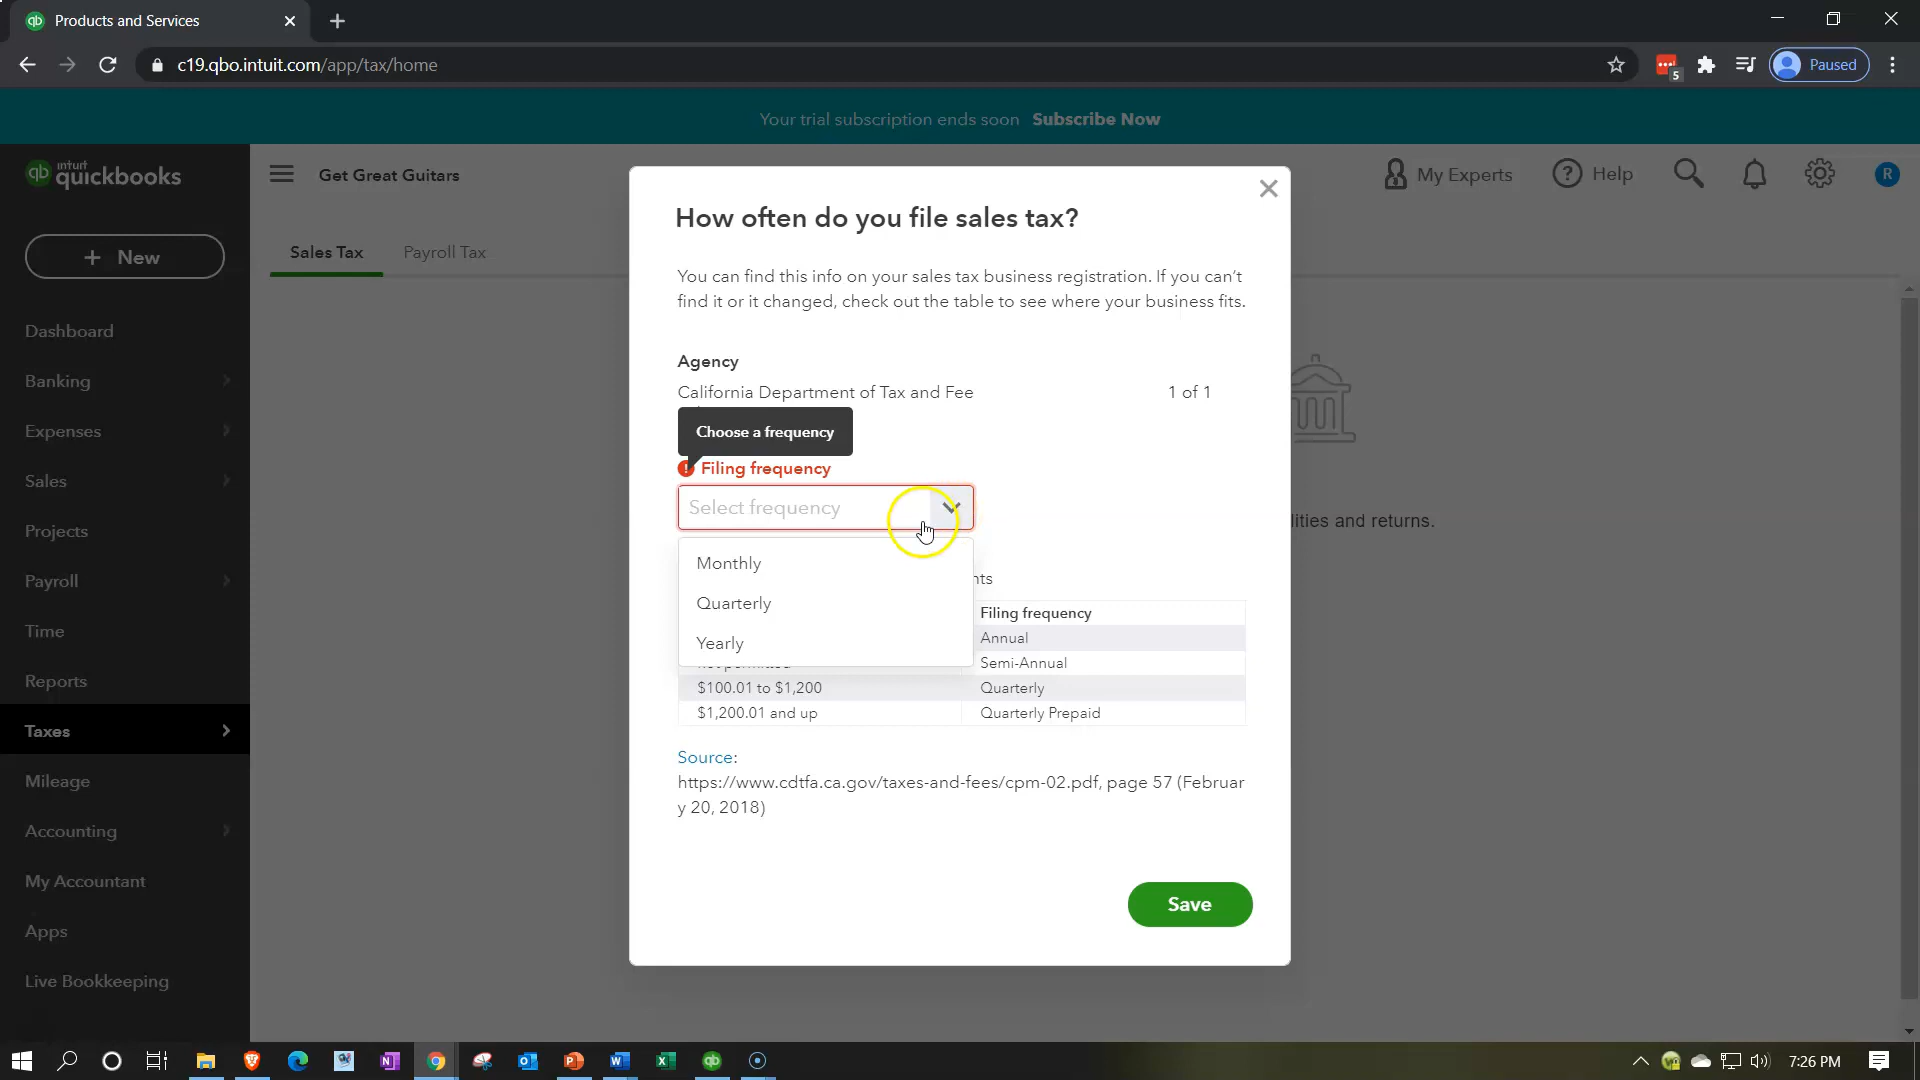 Products and Services
c19.qbo.intuit.com/app/tax/home
5
Paused
Your trial subscription ends soon Subscribe Now
qb intuit quickbooks
Get Great Guitars
My Experts
Help
R
+ New
Sales Tax
Payroll Tax
Dashboard
Banking
Expenses
Sales
Projects
Payroll
Time
Reports
Taxes
Mileage
Accounting
My Accountant
Apps
Live Bookkeeping
How often do you file sales tax?
You can find this info on your sales tax business registration. If you can't
find it or it changed, check out the table to see where your business fits.
Agency
California Department of Tax and Fee
1 of 1
Choose a frequency
Filing frequency
Select frequency
Monthly
Quarterly
Yearly
nts
Filing frequency
Annual
Semi-Annual
$100.01 to $1,200
Quarterly
$1,200.01 and up
Quarterly Prepaid
lities and returns.
Source:
https://www.cdtfa.ca.gov/taxes-and-fees/cpm-02.pdf, page 57 (Februar
y 20, 2018)
Save
7:26 PM